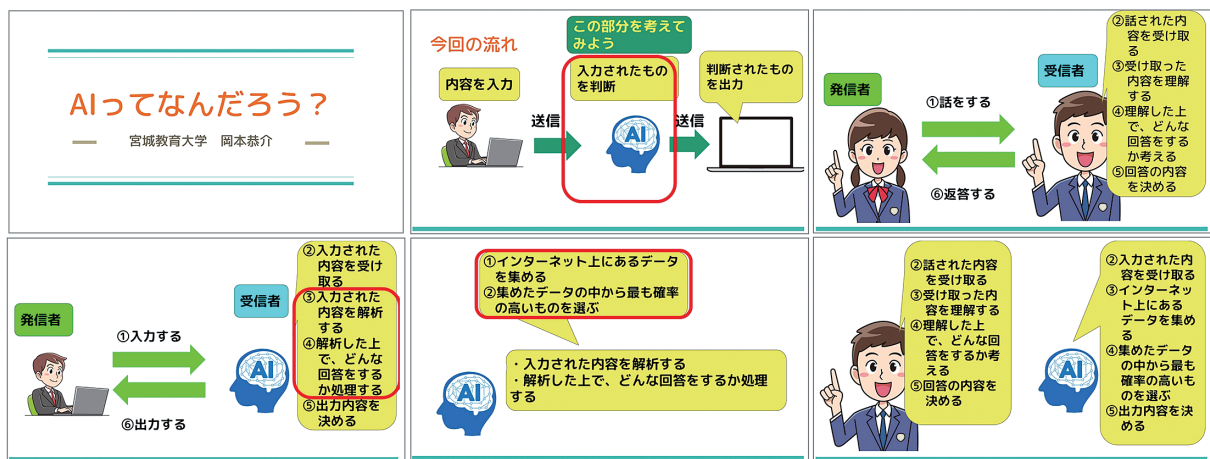 AIってなんだろう？
宮城教育大学　岡本恭介
今回の流れ
この部分を考えて
みよう
内容を入力
入力されたもの
を判断
判断されたもの
を出力
送信
AI
送信
発信者
①話をする
⑥返答する
受信者
②話された内
容を受け取
る
③受け取った
内容を理解
する
④理解した上
で、どんな
回答をする
か考える
⑤回答の内容
を決める
発信者
①入力する
⑥出力する
受信者
AI
②入力された
内容を受け
取る
③入力された
内容を解析
する
④解析した上
で、どんな
回答をする
か処理する
⑤出力内容を
決める
①インターネット上にあるデータ
を集める
②集めたデータの中から最も確率
の高いものを選ぶ
・入力された内容を解析する
・解析した上で、どんな回答をするか処理
する
AI
②話された内容
を受け取る
③受け取った内
容を理解する
④理解した上
で、どんな回
答をするか考
える
⑤回答の内容を
決める
AI
②入力された内
容を受け取る
③インターネッ
ト上にある
データを集め
る
④集めたデータ
の中から最も
確率の高いも
のを選ぶ
⑤出力内容を決
める